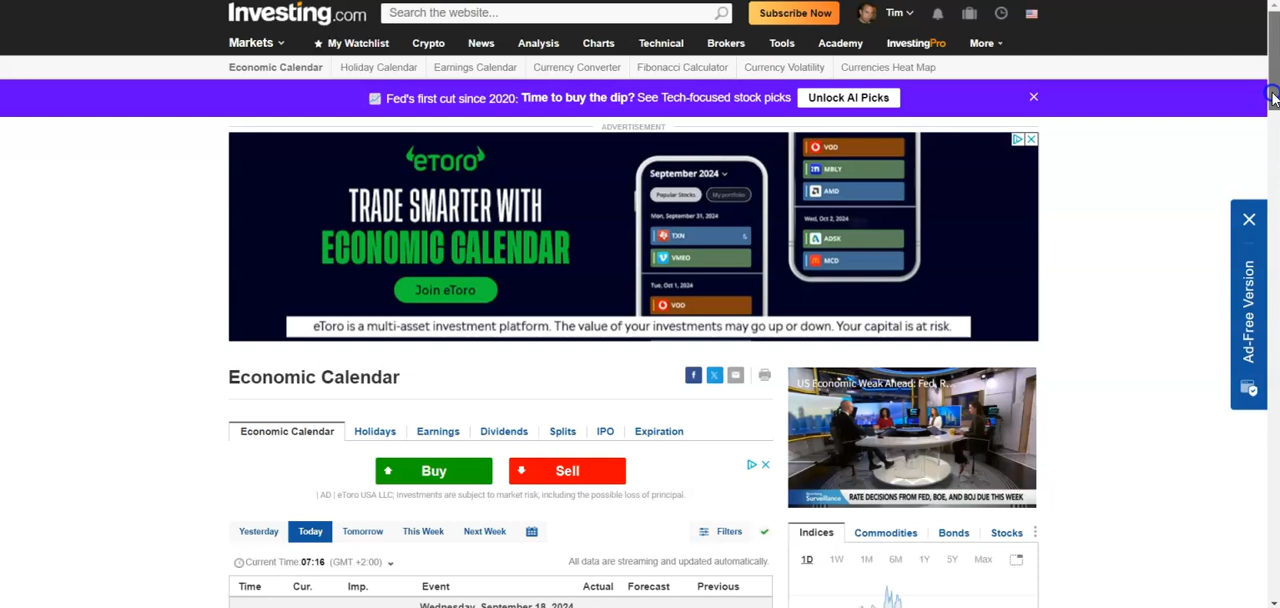 Investing.com
Search the website...
Subscribe Now
Tim
Markets
My Watchlist
Crypto
News
Analysis
Charts
Technical
Brokers
Tools
Academy
InvestingPro
More
Economic Calendar
Holiday Calendar
Earnings Calendar
Currency Converter
Fibonacci Calculator
Currency Volatility
Currencies Heat Map
Fed's first cut since 2020: Time to buy the dip? See Tech-focused stock picks
Unlock AI Picks
ADVERTISEMENT
eToro
TRADE SMARTER WITH
ECONOMIC CALENDAR
Join eToro
September 2024
Popular Stocks
My portfolio
Mon, September 31, 2024
TXN
VMEO
Tue, Oct 1, 2024
VOD
VOD
MBLY
AMD
Wed, Oct 2, 2024
ADSK
MCD
eToro is a multi-asset investment platform. The value of your investments may go up or down. Your capital is at risk.
Ad-Free Version
Economic Calendar
US Economic Weak Ahead: Fed, R...
Surveillance
RATE DECISIONS FROM FED, BOE, AND BOJ DUE THIS WEEK
Economic Calendar
Holidays
Earnings
Dividends
Splits
IPO
Expiration
Buy
Sell
| AD | eToro USA LLC; investments are subject to market risk, including the possible loss of principal.
Yesterday
Today
Tomorrow
This Week
Next Week
Filters
Current Time: 07:16 (GMT +2:00)
All data are streaming and updated automatically.
Time
Cur.
Imp.
Event
Actual
Forecast
Previous
Wednesday, September 18, 2024
Indices
Commodities
Bonds
Stocks
1D
1W
1M
6M
1Y
5Y
Max